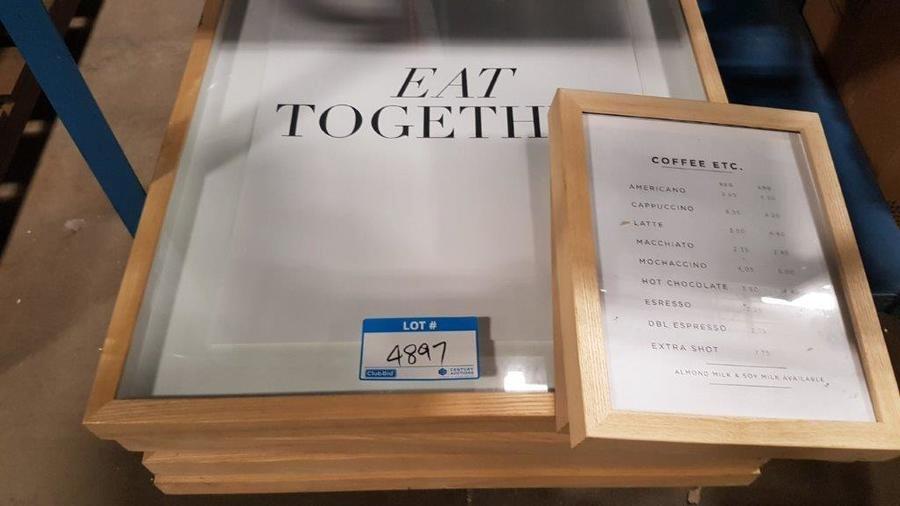 EAT
TOGETH
LOT #
4897
ClubBid CENTURY AUCTIONS
COFFEE ETC.
AMERICANO
CAPPUCCINO
LATTE
MACCHIATO
MOCHACCINO
HOT CHOCOLATE
ESRESSO
DBL ESPRESSO
EXTRA SHOT
ALMOND MILK & SOY MILK AVAILABLE